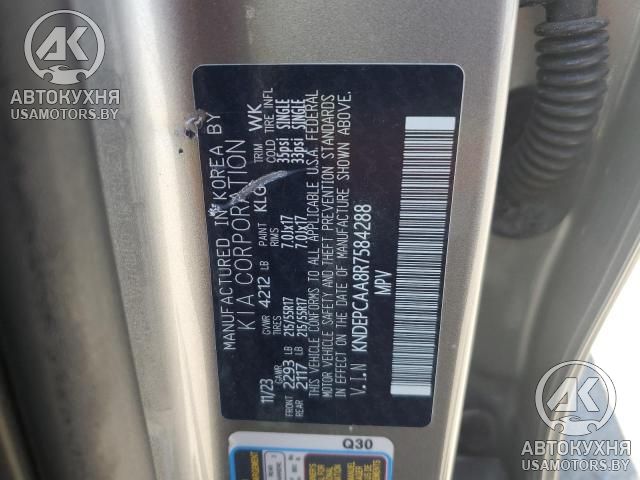 MANUFACTURED IN KOREA BY
KIA CORPORATION
11/23 GVWR 4212 LB PAINT KLG TRIM WK
GAWR TIRES RIMS COLD TIRE INFL
FRONT 2293 LB 215/55R17 7.0Jx17 35psi SINGLE
REAR 2117 LB 215/55R17 7.0Jx17 33psi SINGLE
THIS VEHICLE CONFORMS TO ALL APPLICABLE U.S.A. FEDERAL
MOTOR VEHICLE SAFETY AND THEFT PREVENTION STANDARDS
IN EFFECT ON THE DATE OF MANUFACTURE SHOWN ABOVE.
V.I.N KNDEPCAA8R7584288
MPV
Q30
АК
АВТОКУХНЯ
USAMOTORS.BY
АК
АВТОКУХНЯ
USAMOTORS.BY